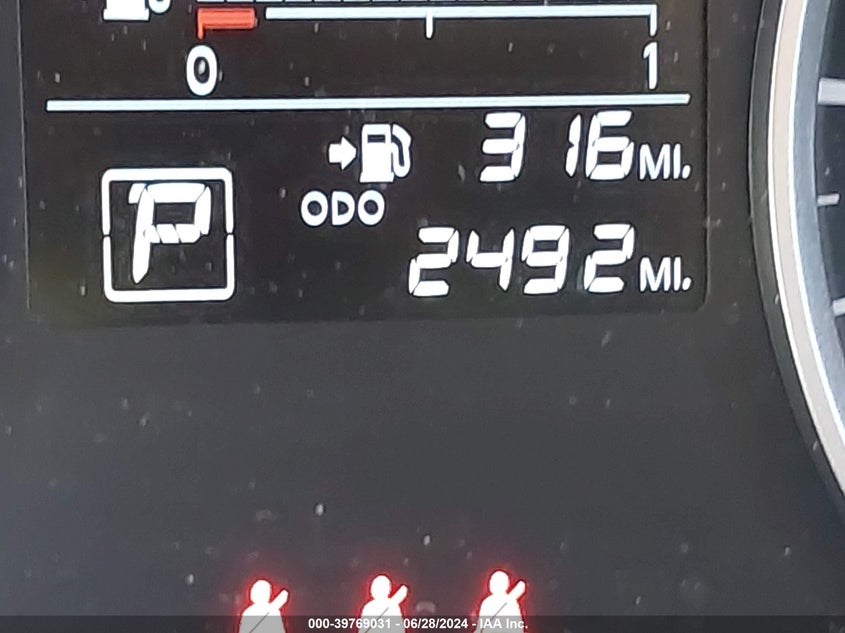 0 1
316 MI.
ODO
P
2492 MI.
000-39769031 - 06/28/2024 - IAA Inc.